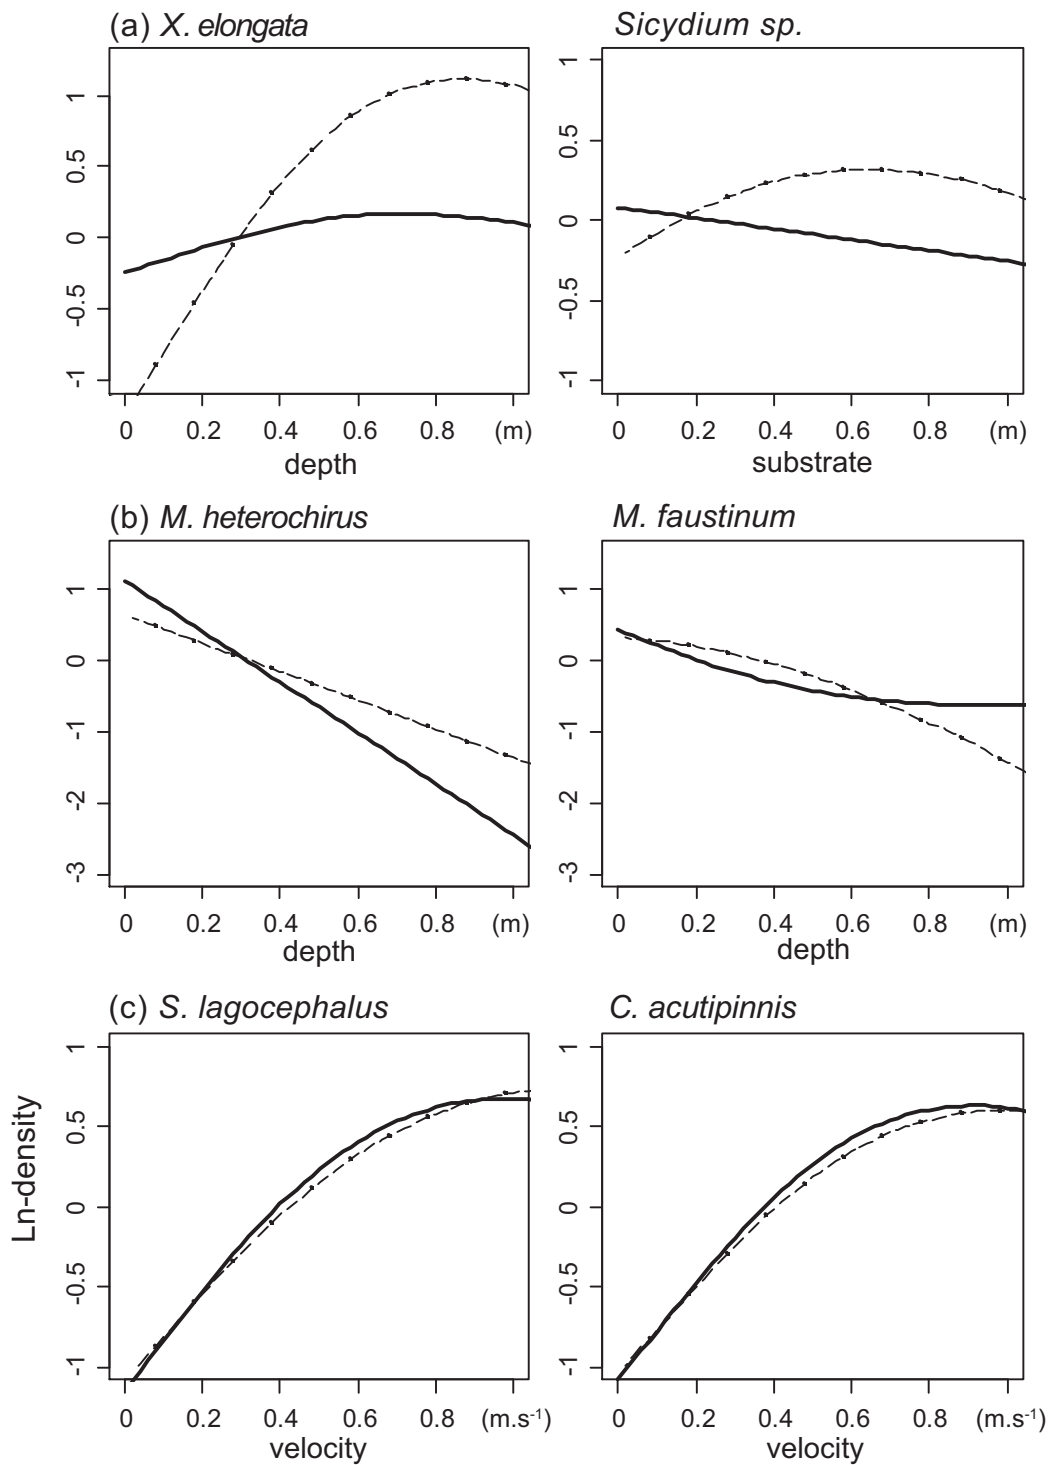 (a) X. elongata
Sicydium sp.
1
0.5
0
-0.5
-1
0 0.2 0.4 0.6 0.8 (m)
depth
1
0.5
0
-0.5
-1
0 0.2 0.4 0.6 0.8 (m)
substrate
(b) M. heterochirus
M. faustinum
1
0
-1
-2
-3
0 0.2 0.4 0.6 0.8 (m)
depth
1
0
-1
-2
-3
0 0.2 0.4 0.6 0.8 (m)
depth
(c) S. lagocephalus
C. acutipinnis
Ln-density
1
0.5
0
-0.5
-1
0 0.2 0.4 0.6 0.8 (m.s-1)
velocity
1
0.5
0
-0.5
-1
0 0.2 0.4 0.6 0.8 (m.s-1)
velocity